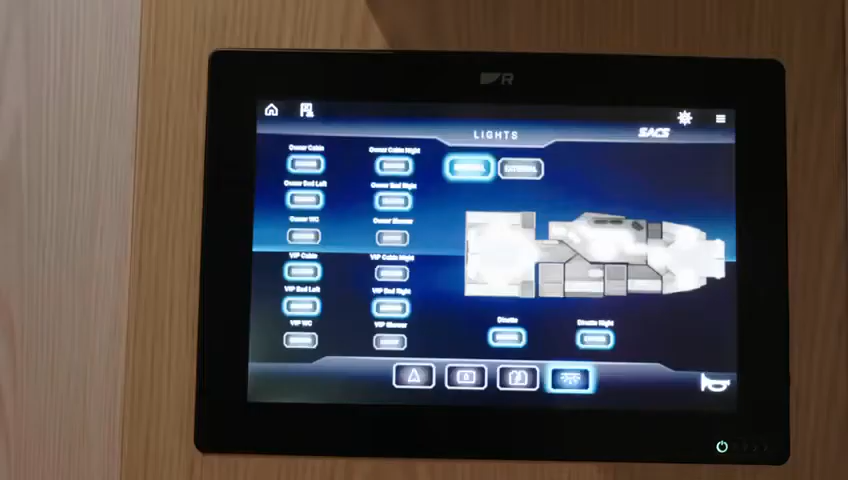 R
LIGHTS
SACS
Owner Cabin
Owner Cabin Night
EXTERNAL
Owner Bed Left
Owner Bed Right
Owner WC
Owner Shower
VIP Cabin
VIP Cabin Night
VIP Bed Left
VIP Bed Right
VIP WC
VIP Shower
Dinette
Dinette Night